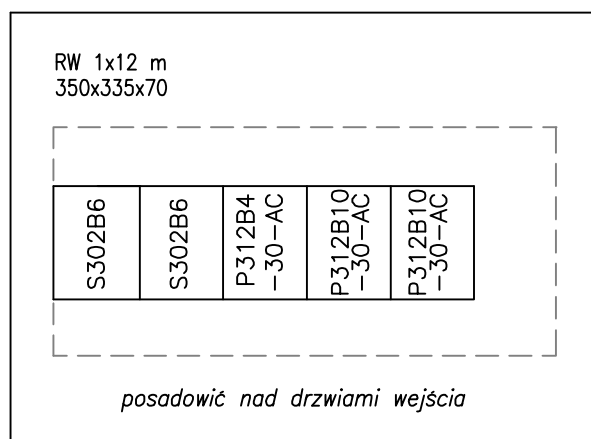 RW 1x12 m
350x335x70
S302B6
S302B6
P312B4
-30-AC
P312B10
-30-AC
P312B10
-30-AC
posadowić nad drzwiami wejścia